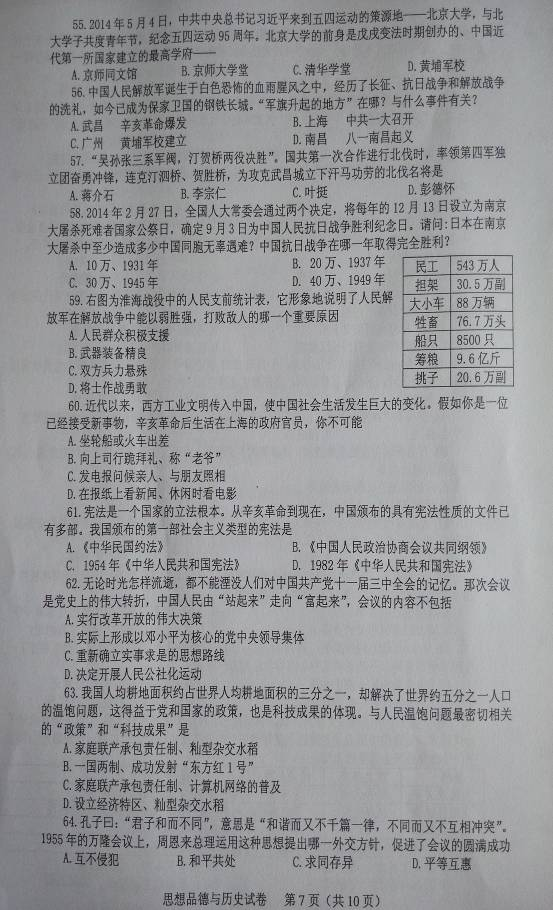 55.2014年5月4日，中共中央总书记习近平来到五四运动的策源地——北京大学，与北
大学子共度青年节，纪念五四运动95周年。北京大学的前身是戊戌变法时期创办的、中国近
代第一所国家建立的最高学府——
A.京师同文馆 B.京师大学堂 C.清华学堂 D.黄埔军校
56.中国人民解放军诞生于白色恐怖的血雨腥风之中，经历了长征、抗日战争和解放战争
的洗礼，如今已成为保家卫国的钢铁长城。“军旗升起的地方”在哪？与什么事件有关？
A.武昌 辛亥革命爆发 B.上海 中共一大召开
C.广州 黄埔军校建立 D.南昌 八一南昌起义
57.“吴孙张三系军阀，汀贺桥两役决胜”。国共第一次合作进行北伐时，率领第四军独
立团奋勇冲锋，连克汀泗桥、贺胜桥，为攻克武昌城立下汗马功劳的北伐名将是
A.蒋介石 B.李宗仁 C.叶挺 D.彭德怀
58.2014年2月27日，全国人大常委会通过两个决定，将每年的12月13日设立为南京
大屠杀死难者国家公祭日，确定9月3日为中国人民抗日战争胜利纪念日。请问:日本在南京
大屠杀中至少造成多少中国同胞无辜遇难？中国抗日战争在哪一年取得完全胜利？
A. 10万、1931年 B. 20万、1937年
C. 30万、1945年 D. 40万、1949年
59.右图为淮海战役中的人民支前统计表，它形象地说明了人民解
放军在解放战争中能以弱胜强，打败敌人的哪一个重要原因
A.人民群众积极支援
B.武器装备精良
C.双方兵力悬殊
D.将士作战勇敢
民工 543万人
担架 30.5万副
大小车 88万辆
牲畜 76.7万头
船只 8500只
筹粮 9.6亿斤
挑子 20.6万副
60.近代以来，西方工业文明传入中国，使中国社会生活发生巨大的变化。假如你是一位
已经接受新事物，辛亥革命后生活在上海的政府官员，你不可能
A.坐轮船或火车出差
B.向上司行跪拜礼、称“老爷”
C.发电报问候亲人、与朋友照相
D.在报纸上看新闻、休闲时看电影
61.宪法是一个国家的立法根本。从辛亥革命到现在，中国颁布的具有宪法性质的文件已
有多部。我国颁布的第一部社会主义类型的宪法是
A.《中华民国约法》 B.《中国人民政治协商会议共同纲领》
C. 1954年《中华人民共和国宪法》 D. 1982年《中华人民共和国宪法》
62.无论时光怎样流逝，都不能湮没人们对中国共产党十一届三中全会的记忆。那次会议
是党史上的伟大转折，中国人民由“站起来”走向“富起来”，会议的内容不包括
A.实行改革开放的伟大决策
B.实际上形成以邓小平为核心的党中央领导集体
C.重新确立实事求是的思想路线
D.决定开展人民公社化运动
63.我国人均耕地面积约占世界人均耕地面积的三分之一，却解决了世界约五分之一人口
的温饱问题，这得益于党和国家的政策，也是科技成果的体现。与人民温饱问题最密切相关
的“政策”和“科技成果”是
A.家庭联产承包责任制、籼型杂交水稻
B.一国两制、成功发射“东方红1号”
C.家庭联产承包责任制、计算机网络的普及
D.设立经济特区、籼型杂交水稻
64.孔子曰：“君子和而不同”，意思是“和谐而又不千篇一律，不同而又不互相冲突”。
1955年的万隆会议上，周恩来总理运用这种思想提出哪一外交方针，促进了会议的圆满成功
A.互不侵犯 B.和平共处 C.求同存异 D.平等互惠
思想品德与历史试卷 第7页（共10页）